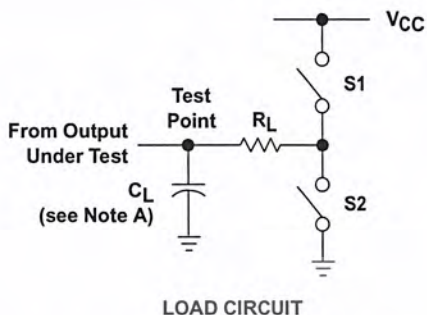 VCC
S1
Test
Point
RL
From Output
Under Test
CL
(see Note A)
S2
LOAD CIRCUIT